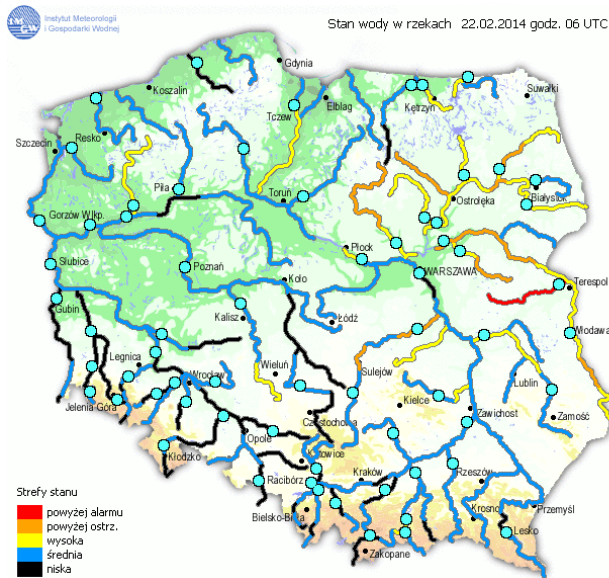 IMGW
Instytut Meteorologii
i Gospodarki Wodnej
Stan wody w rzekach 22.02.2014 godz. 06 UTC
Gdynia
Koszalin
Elbląg
Suwałki
Kętrzyn
Tczew
Resko
Szczecin
Piła
Toruń
Ostrołęka
Białystok
Gorzów Wlkp.
Płock
Słubice
Poznań
Koło
WARSZAWA
Terespol
Gubin
Kalisz
Łódź
Włodawa
Legnica
Wieluń
Sulejów
Lublin
Wrocław
Jelenia Góra
Kielce
Zawichost
Zamość
Częstochowa
Opole
Kłodzko
Katowice
Racibórz
Kraków
Rzeszów
Strefy stanu
powyżej alarmu
powyżej ostrz.
wysoka
średnia
niska
Bielsko-Biała
Krosno
Przemyśl
Lesko
Zakopane